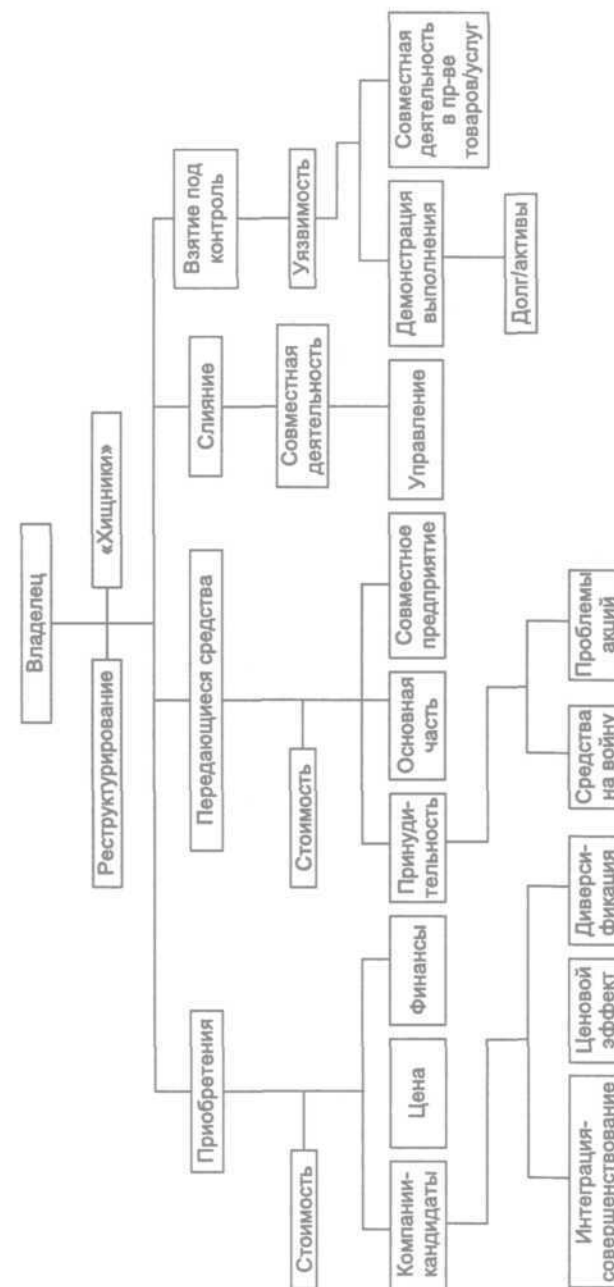 Владелец
Реструктурирование
«Хищники»
Приобретения
Передающиеся средства
Слияние
Взятие под
контроль
Стоимость
Стоимость
Совместная
деятельность
Уязвимость
Компании-
кандидаты
Цена
Финансы
Принуди-
тельность
Основная
часть
Совместное
предприятие
Управление
Демонстрация
выполнения
Совместная
деятельность
в пр-ве
товаров/услуг
Интеграция-
совершенствование
Ценовой
эффект
Диверси-
фикация
Средства
на войну
Проблемы
акций
Долг/активы